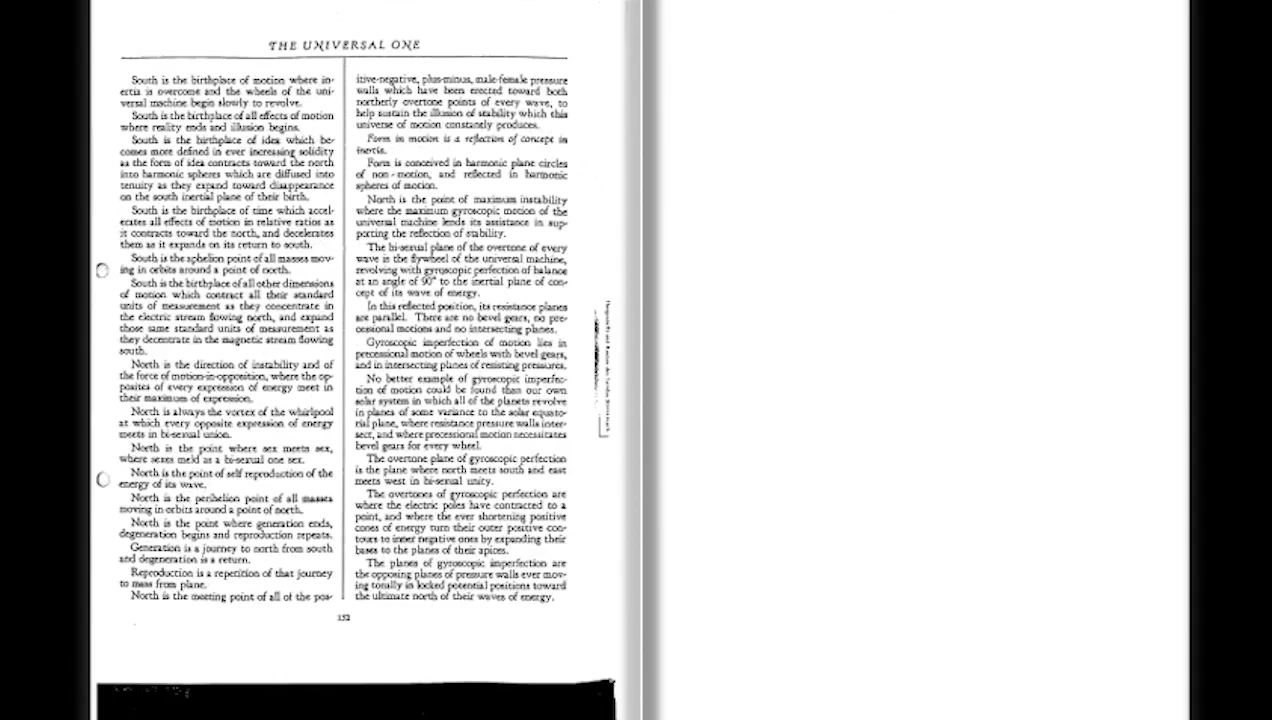 THE UNIVERSAL ONE
South is the birthplace of motion where in-
ertia is overcome and the wheels of the uni-
versal machine begin slowly to revolve.
South is the birthplace of all effects of motion
where reality ends and illusion begins.
South is the birthplace of idea which be-
comes more defined in ever increasing solidity
as the form of idea contracts toward the north
into harmonic spheres which are diffused into
tenuity as they expand toward disappearance
on the south inertial plane of their birth.
South is the birthplace of time which accel-
erates all effects of motion in relative ratios as
it contracts toward the north, and decelerates
them as it expands on its return to south.
South is the aphelion point of all masses mov-
ing in orbits around a point of north.
South is the birthplace of all other dimensions
of motion which contract all their standard
units of measurement as they concentrate in
the electric stream flowing north, and expand
those same standard units of measurement as
they decentrate in the magnetic stream flowing
south.
North is the direction of instability and of
the force of motion-in-opposition, where the op-
posites of every expression of energy meet in
their maximum of expression.
North is always the vortex of the whirlpool
at which every opposite expression of energy
meets in bi-sexual union.
North is the point where sex meets sex,
where sexes meld as a bi-sexual one sex.
North is the point of self reproduction of the
energy of its wave.
North is the perihelion point of all masses
moving in orbits around a point of north.
North is the point where generation ends,
degeneration begins and reproduction repeats.
Generation is a journey to north from south
and degeneration is a return.
Reproduction is a repetition of that journey
to mass from plane.
North is the meeting point of all of the pos-
itive-negative, plus-minus, male-female pressure
walls which have been erected toward both
northerly overtone points of every wave, to
help sustain the illusion of stability which this
universe of motion constantly produces.
Form in motion is a reflection of concept in
inertia.
Form is conceived in harmonic plane circles
of non-motion, and reflected in harmonic
spheres of motion.
North is the point of maximum instability
where the maximum gyroscopic motion of the
universal machine lends its assistance in sup-
porting the reflection of stability.
The bi-sexual plane of the overtone of every
wave is the flywheel of the universal machine,
revolving with gyroscopic perfection of balance
at an angle of 90° to the inertial plane of con-
cept of its wave of energy.
In this reflected position, its resistance planes
are parallel. There are no bevel gears, no pre-
cessional motions and no intersecting planes.
Gyroscopic imperfection of motion lies in
precessional motion of wheels with bevel gears,
and in intersecting planes of resisting pressures.
No better example of gyroscopic imperfec-
tion of motion could be found than our own
solar system in which all of the planets revolve
in planes of some variance to the solar equato-
rial plane, where resistance pressure walls inter-
sect, and where precessional motion necessitates
bevel gears for every wheel.
The overtone plane of gyroscopic perfection
is the plane where north meets south and east
meets west in bi-sexual unity.
The overtones of gyroscopic perfection are
where the electric poles have contracted to a
point, and where the ever shortening positive
cones of energy turn their outer positive con-
tours to inner negative ones by expanding their
bases to the planes of their apices.
The planes of gyroscopic imperfection are
the opposing planes of pressure walls ever mov-
ing tonally in locked potential positions toward
the ultimate north of their waves of energy.
152